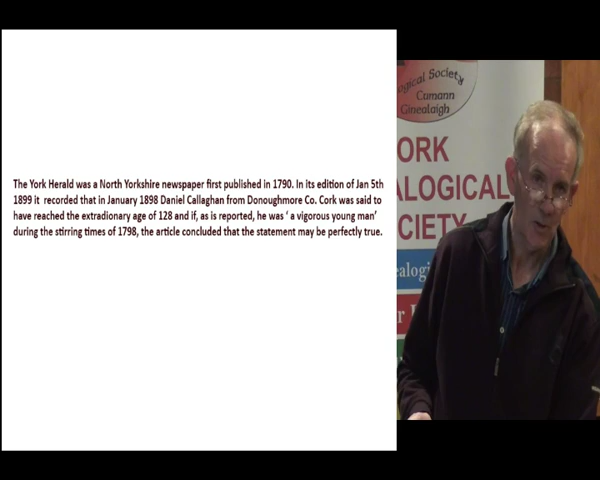 The York Herald was a North Yorkshire newspaper first published in 1790. In its edition of Jan 5th
1899 it recorded that in January 1898 Daniel Callaghan from Donoughmore Co. Cork was said to
have reached the extradionary age of 128 and if, as is reported, he was ‘ a vigorous young man’
during the stirring times of 1798, the article concluded that the statement may be perfectly true.
ological Society
Cumann
Ginealaigh
ORK
ALOGICAL
CIETY
ealogi
r